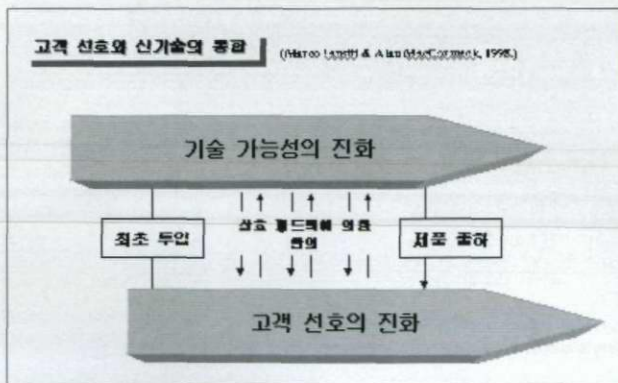 고객 선호와 신기술의 통합
(Marco Iansiti & Alan MacCormack, 1998.)
기술 가능성의 진화
상호 피드백에 의한
최초 투입
제품 출하
고객 선호의 진화